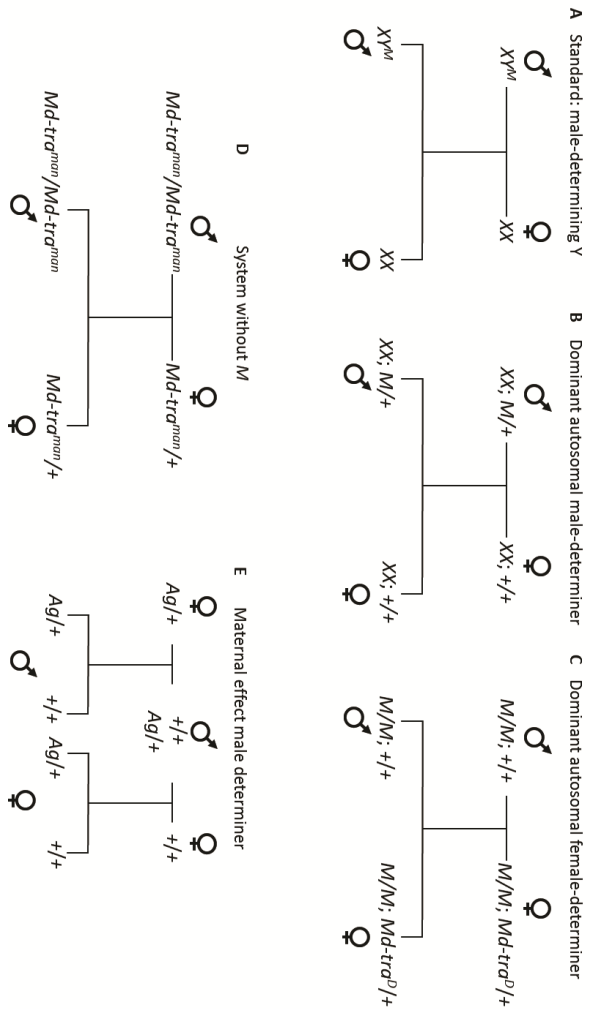 A Standard: male-determining Y
♂ ♀
XY^M XX
XY^M XX
♂ ♀
B Dominant autosomal male-determiner
♂ ♀
XX; M/+ XX; +/+
XX; M/+ XX; +/+
♂ ♀
C Dominant autosomal female-determiner
♂ ♀
M/M; +/+ M/M; Md-tra^D/+
M/M; +/+ M/M; Md-tra^D/+
♂ ♀
D System without M
♂ ♀
Md-tra^man/Md-tra^man Md-tra^man/+
Md-tra^man/Md-tra^man Md-tra^man/+
♂ ♀
E Maternal effect male determiner
♀ ♂ ♀
Ag/+ +/+ +/+
Ag/+
Ag/+ +/+ Ag/+ +/+
♂ ♀